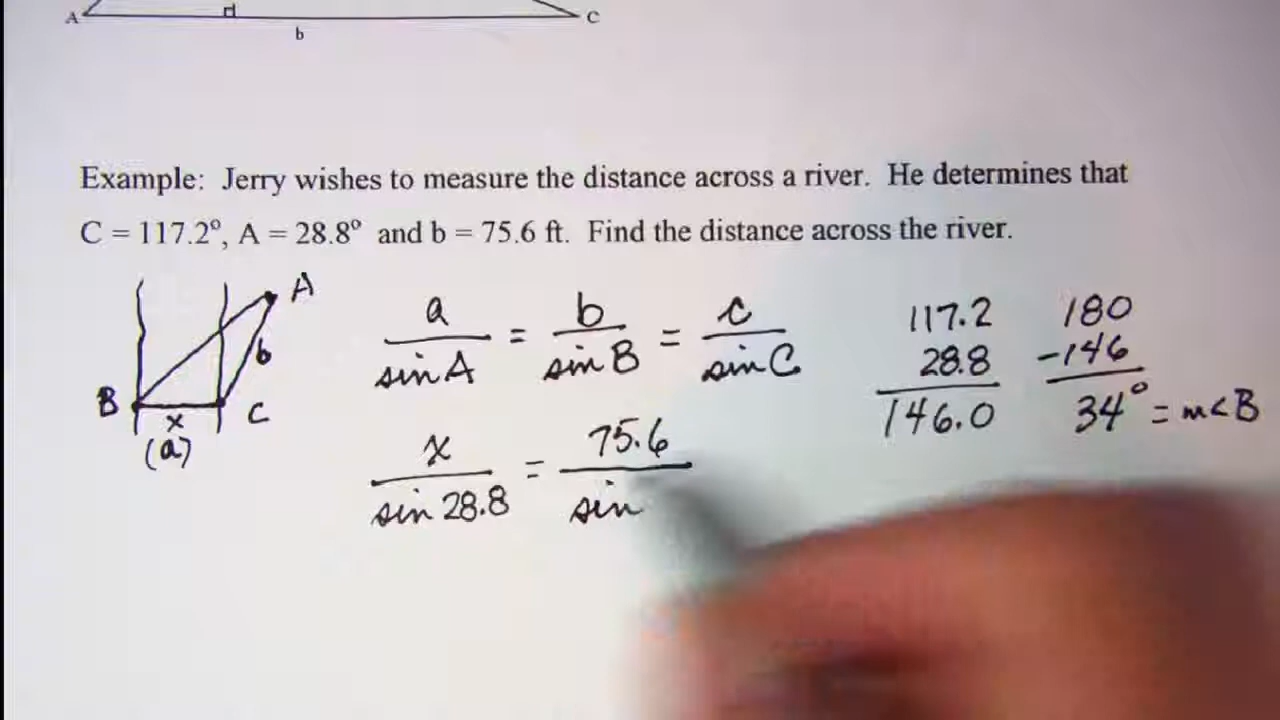 A C
b
Example: Jerry wishes to measure the distance across a river. He determines that
C = 117.2°, A = 28.8° and b = 75.6 ft. Find the distance across the river.
A
b
B C
x
(a)
a/sin A = b/sin B = c/sin C
x/sin 28.8 = 75.6/sin
117.2
28.8
146.0
180
-146
34° = m<B